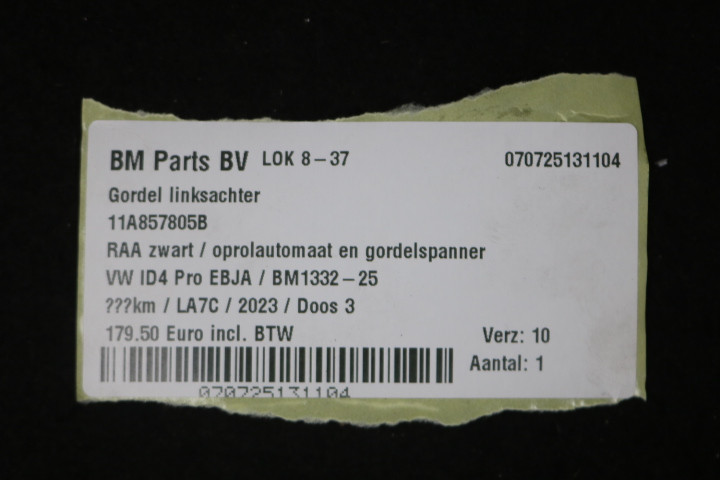 BM Parts BV LOK 8-37 070725131104
Gordel linksachter
11A857805B
RAA zwart / oprolautomaat en gordelspanner
VW ID4 Pro EBJA / BM1332-25
???km / LA7C / 2023 / Doos 3
179.50 Euro incl. BTW Verz: 10
Aantal: 1
070725131104